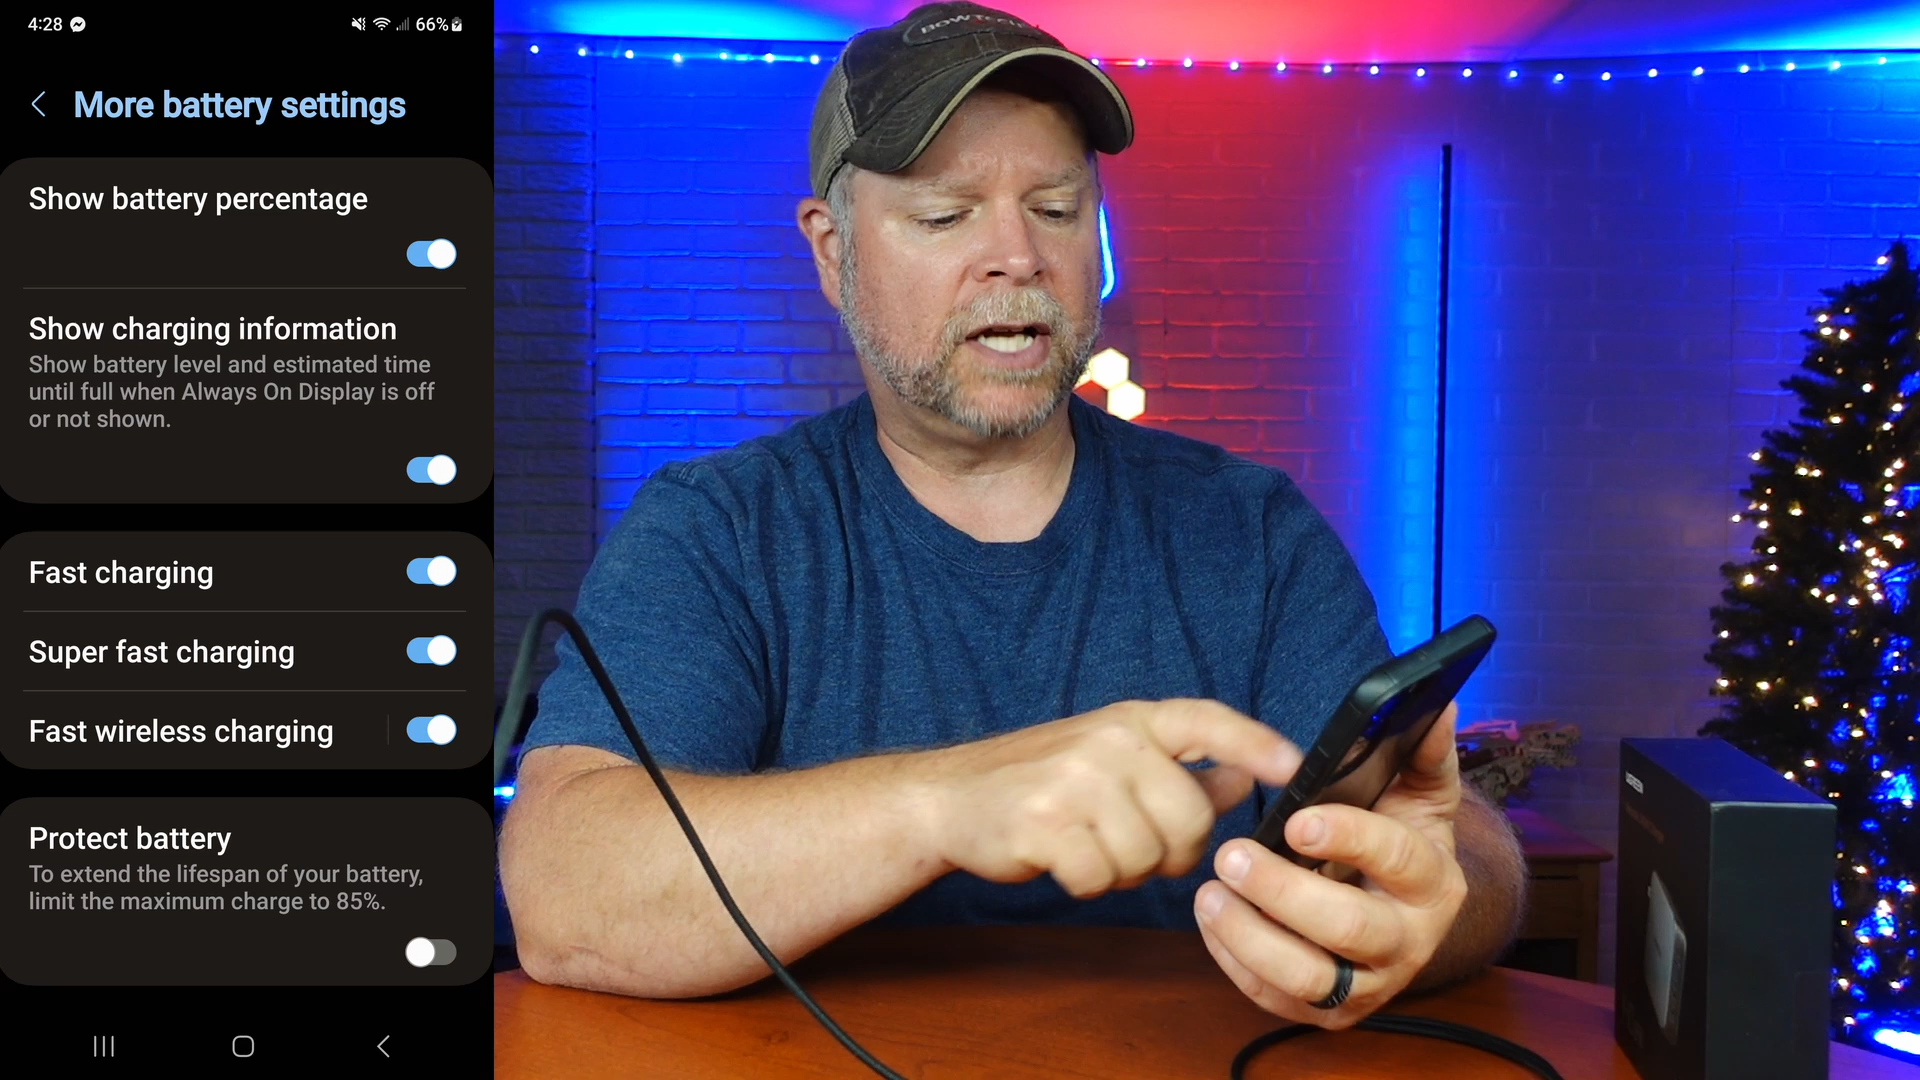 4:28
66%
More battery settings
Show battery percentage
Show charging information
Show battery level and estimated time
until full when Always On Display is off
or not shown.
Fast charging
Super fast charging
Fast wireless charging
Protect battery
To extend the lifespan of your battery,
limit the maximum charge to 85%.
BOWTECH
UGREEN